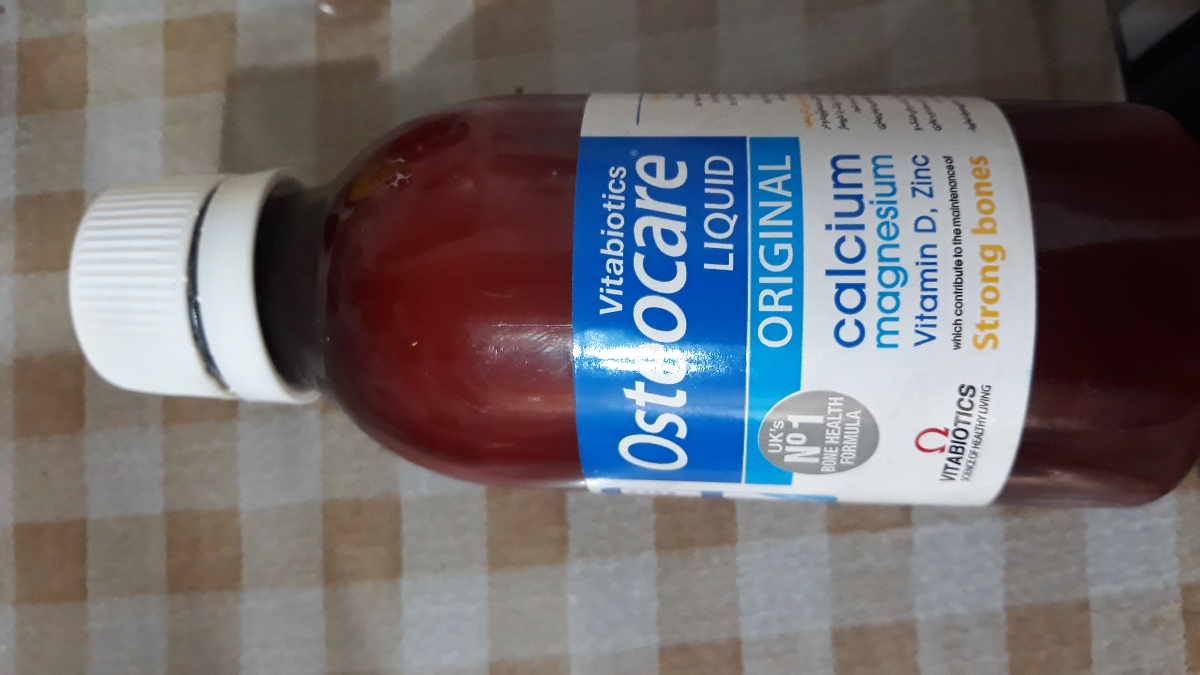 Vitabiotics
Osteocare®
LIQUID
ORIGINAL
calcium
magnesium
Vitamin D, Zinc
which contribute to the maintenance of
Strong bones
UK's
Nº1
BONE HEALTH
FORMULA
VITABIOTICS
SCIENCE OF HEALTHY LIVING